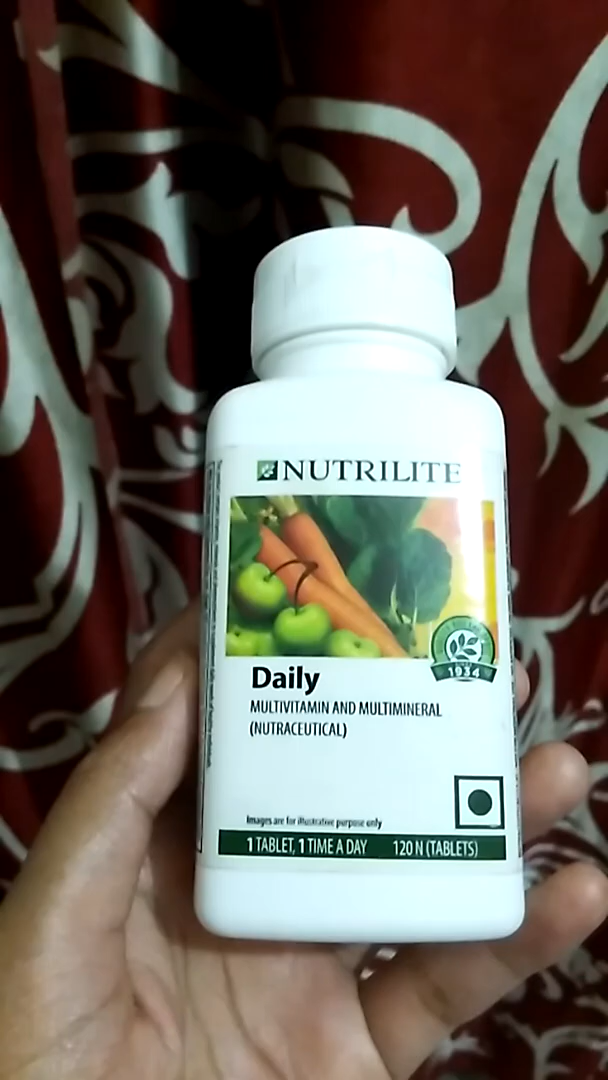 NUTRILITE
1934
Daily
MULTIVITAMIN AND MULTIMINERAL
(NUTRACEUTICAL)
Images are for illustrative purpose only
1 TABLET, 1 TIME A DAY 120 N (TABLETS)